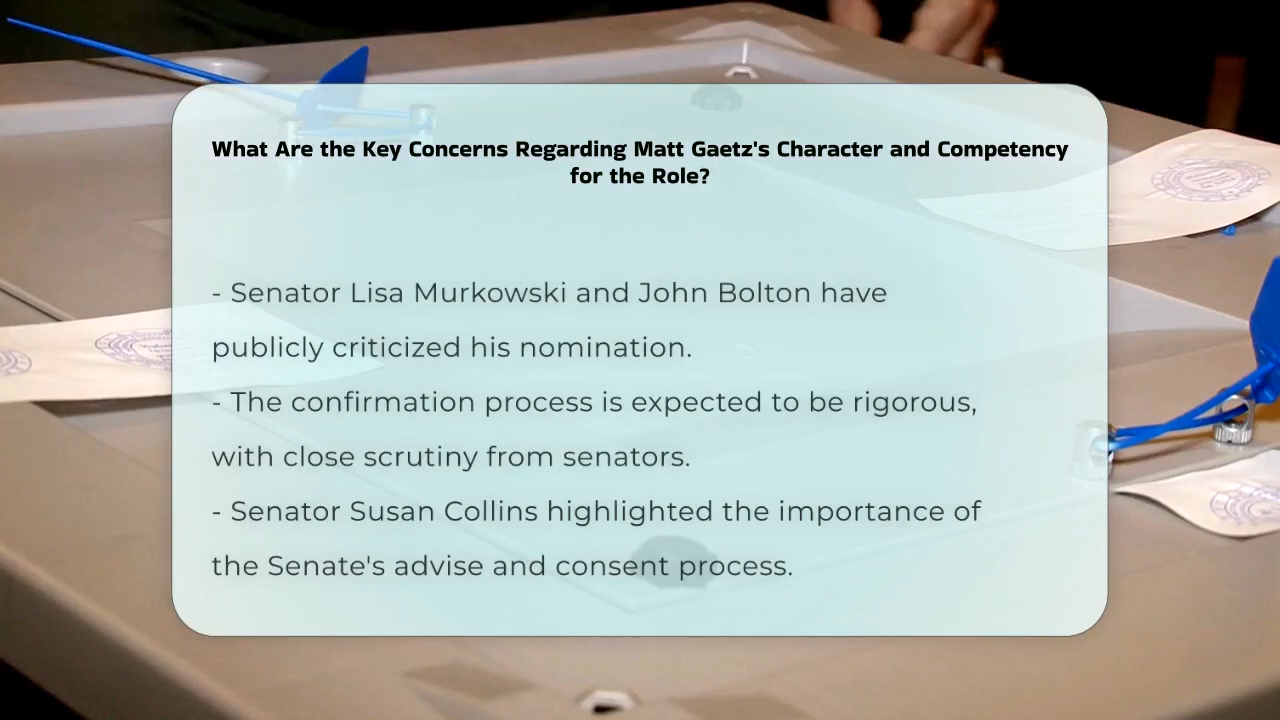 What Are the Key Concerns Regarding Matt Gaetz's Character and Competency
for the Role?
- Senator Lisa Murkowski and John Bolton have
publicly criticized his nomination.
- The confirmation process is expected to be rigorous,
with close scrutiny from senators.
- Senator Susan Collins highlighted the importance of
the Senate's advise and consent process.